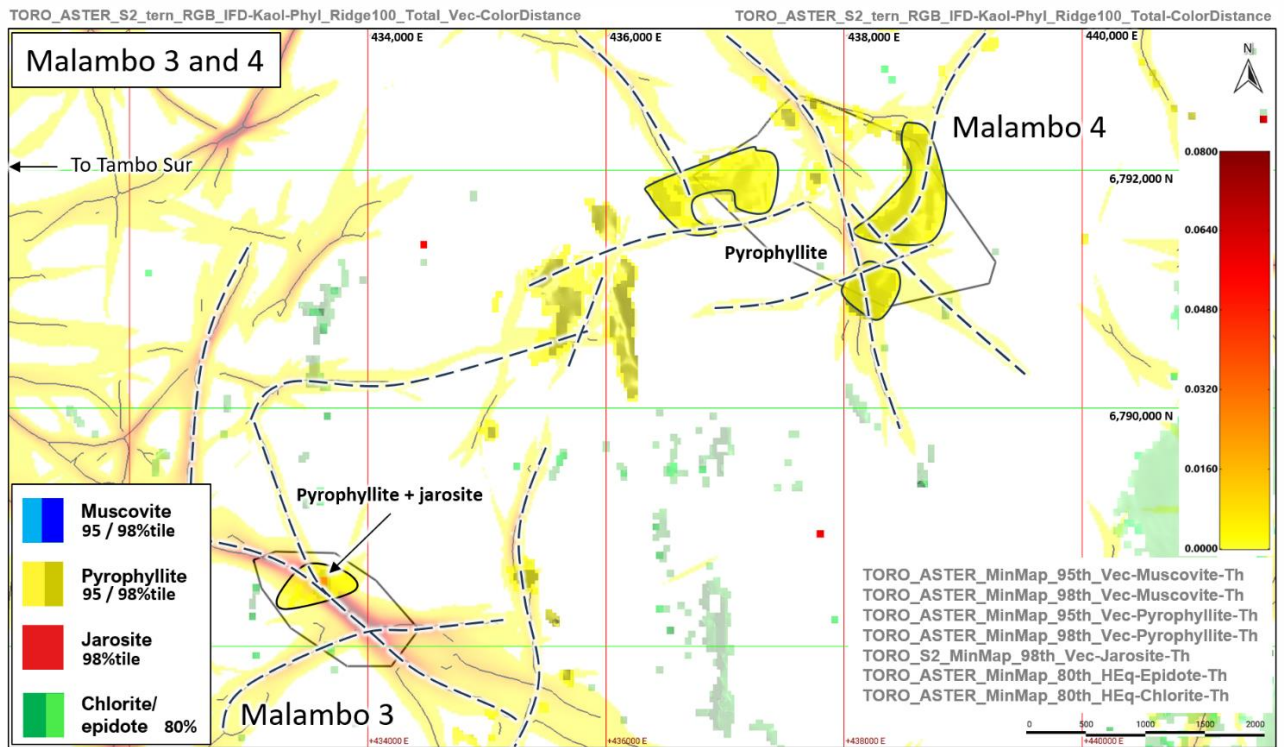 TORO_ASTER_S2_tern_RGB_IFD-Kaol-Phyl_Ridge100_Total_Vec-ColorDistance
TORO_ASTER_S2_tern_RGB_IFD-Kaol-Phyl_Ridge100_Total-ColorDistance
434,000 E
436,000 E
438,000 E
440,000 E
Malambo 3 and 4
N
Malambo 4
To Tambo Sur
6,792,000 N
0.0800
0.0640
0.0480
0.0320
0.0160
0.0000
Pyrophyllite
6,790,000 N
Pyrophyllite + jarosite
Muscovite
95 / 98%tile
Pyrophyllite
95 / 98%tile
Jarosite
98%tile
Chlorite/
epidote 80%
Malambo 3
TORO_ASTER_MinMap_95th_Vec-Muscovite-Th
TORO_ASTER_MinMap_98th_Vec-Muscovite-Th
TORO_ASTER_MinMap_95th_Vec-Pyrophyllite-Th
TORO_ASTER_MinMap_98th_Vec-Pyrophyllite-Th
TORO_S2_MinMap_98th_Vec-Jarosite-Th
TORO_ASTER_MinMap_80th_HEq-Epidote-Th
TORO_ASTER_MinMap_80th_HEq-Chlorite-Th
0 500 1000 1500 2000
+434000 E
+436000 E
+438000 E
+440000 E